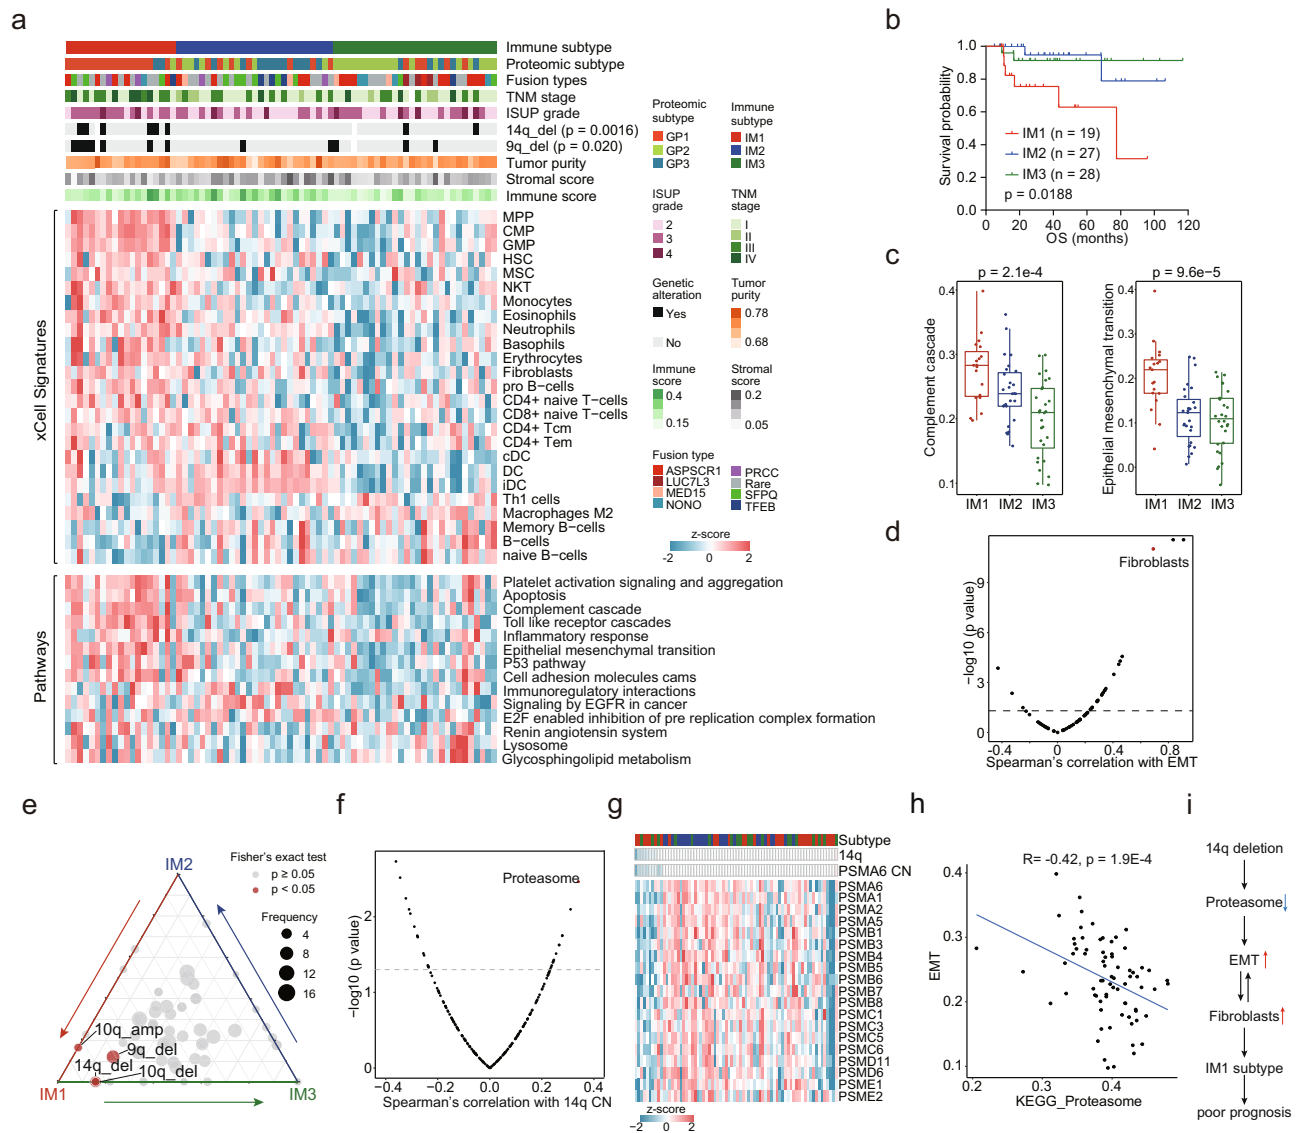 a
Immune subtype
Proteomic subtype
Fusion types
TNM stage
ISUP grade
14q_del (p = 0.0016)
9q_del (p = 0.020)
Tumor purity
Stromal score
Immune score
xCell Signatures
MPP
CMP
GMP
HSC
MSC
NKT
Monocytes
Eosinophils
Neutrophils
Basophils
Erythrocytes
Fibroblasts
pro B−cells
CD4+ naive T−cells
CD8+ naive T−cells
CD4+ Tcm
CD4+ Tem
cDC
DC
iDC
Th1 cells
Macrophages M2
Memory B−cells
B−cells
naive B−cells
Pathways
Platelet activation signaling and aggregation
Apoptosis
Complement cascade
Toll like receptor cascades
Inflammatory response
Epithelial mesenchymal transition
P53 pathway
Cell adhesion molecules cams
Immunoregulatory interactions
Signaling by EGFR in cancer
E2F enabled inhibition of pre replication complex formation
Renin angiotensin system
Lysosome
Glycosphingolipid metabolism
Proteomic
subtype
GP1
GP2
GP3
Immune
subtype
IM1
IM2
IM3
ISUP
grade
2
3
4
TNM
stage
I
II
III
IV
Genetic
alteration
Yes
No
Tumor
purity
0.78
0.68
Immune
score
0.4
0.15
Stromal
score
0.2
0.05
Fusion type
ASPSCR1
LUC7L3
MED15
NONO
PRCC
Rare
SFPQ
TFEB
z−score
-2 0 2
b
Survival probability
1.0
0.8
0.6
0.4
0.2
0.0
IM1 (n = 19)
IM2 (n = 27)
IM3 (n = 28)
p = 0.0188
0 20 40 60 80 100 120
OS (months)
c
p = 2.1e-4
Complement cascade
0.4
0.3
0.2
0.1
IM1 IM2 IM3
p = 9.6e−5
Epithelial mesenchymal transition
0.4
0.3
0.2
0.1
0.0
IM1 IM2 IM3
d
Fibroblasts
−log10 (p value)
9
6
3
0
−0.4 0 0.4 0.8
Spearman's correlation with EMT
e
IM2
Fisher's exact test
p ≥ 0.05
p < 0.05
Frequency
4
8
12
16
10q_amp
9q_del
14q_del
10q_del
IM1
IM3
f
Proteasome
−log10 (p value)
2
1
0
−0.4 −0.2 0.0 0.2 0.4
Spearman's correlation with 14q CN
g
Subtype
14q
PSMA6 CN
PSMA6
PSMA1
PSMA2
PSMA5
PSMB1
PSMB3
PSMB4
PSMB5
PSMB6
PSMB7
PSMB8
PSMC1
PSMC3
PSMC5
PSMC6
PSMD11
PSMD6
PSME1
PSME2
z−score
−2 0 2
h
R= -0.42, p = 1.9E-4
EMT
0.4
0.3
0.2
0.1
0.2 0.3 0.4
KEGG_Proteasome
i
14q deletion
Proteasome
EMT
Fibroblasts
IM1 subtype
poor prognosis